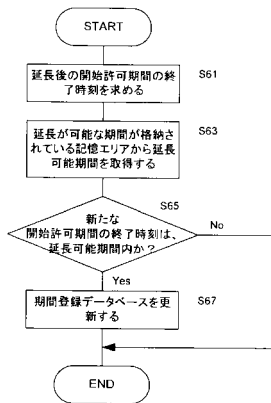 START
延長後の開始許可期間の終
了時刻を求める
S61
延長が可能な期間が格納さ
れている記憶エリアから延長
可能期間を取得する
S63
新たな
開始許可期間の終了時刻は、
延長可能期間内か?
S65
No
Yes
期間登録データベースを更
新する
S67
END